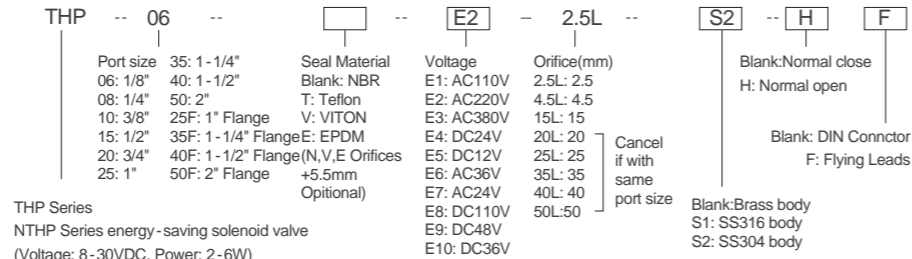 THP -- 06 -- -- E2 – 2.5L -- S2 -- H F
Port size 35: 1-1/4"
06: 1/8" 40: 1-1/2"
08: 1/4" 50: 2"
10: 3/8" 25F: 1" Flange
15: 1/2" 35F: 1-1/4" Flange
20: 3/4" 40F: 1-1/2" Flange
25: 1" 50F: 2" Flange
Seal Material
Blank: NBR
T: Teflon
V: VITON
E: EPDM
(N,V,E Orifices
+5.5mm
Opitional)
Voltage
E1: AC110V
E2: AC220V
E3: AC380V
E4: DC24V
E5: DC12V
E6: AC36V
E7: AC24V
E8: DC110V
E9: DC48V
E10: DC36V
Orifice(mm)
2.5L: 2.5
4.5L: 4.5
15L: 15
20L: 20
25L: 25
35L: 35
40L: 40
50L:50
Cancel
if with
same
port size
Blank:Normal close
H: Normal open
Blank: DIN Connctor
F: Flying Leads
Blank:Brass body
S1: SS316 body
S2: SS304 body
THP Series
NTHP Series energy-saving solenoid valve
(Voltage: 8-30VDC, Power: 2-6W)